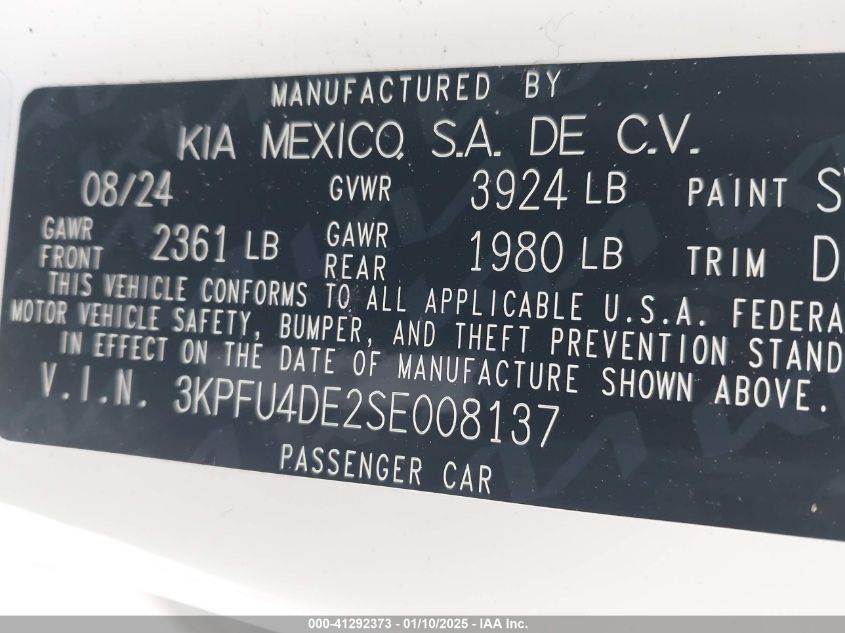 MANUFACTURED BY
KIA MEXICO, S.A. DE C.V.
08/24 GVWR 3924 LB PAINT
GAWR FRONT 2361 LB GAWR REAR 1980 LB TRIM
THIS VEHICLE CONFORMS TO ALL APPLICABLE U.S.A. FEDERA
MOTOR VEHICLE SAFETY, BUMPER, AND THEFT PREVENTION STAND
IN EFFECT ON THE DATE OF MANUFACTURE SHOWN ABOVE.
V.I.N. 3KPFU4DE2SE008137
PASSENGER CAR
000-41292373 - 01/10/2025 - IAA Inc.